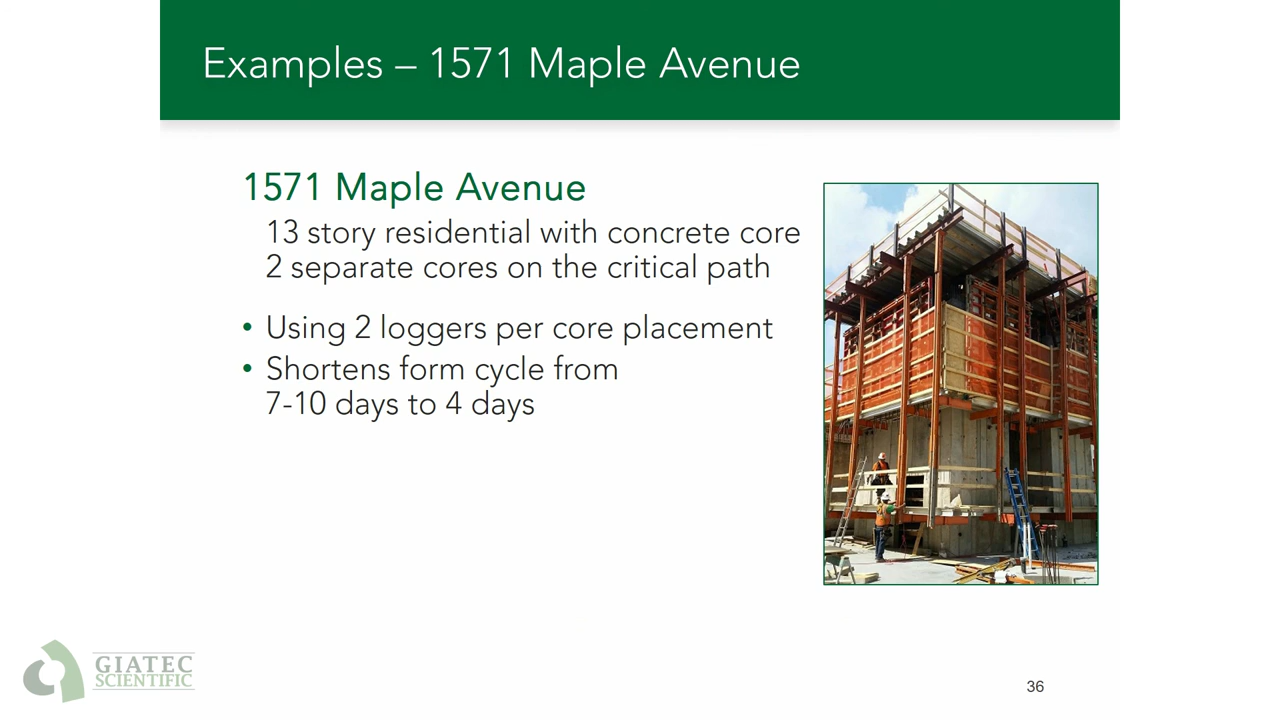 Examples – 1571 Maple Avenue
1571 Maple Avenue
13 story residential with concrete core
2 separate cores on the critical path
• Using 2 loggers per core placement
• Shortens form cycle from
7-10 days to 4 days
GIATEC
SCIENTIFIC
36